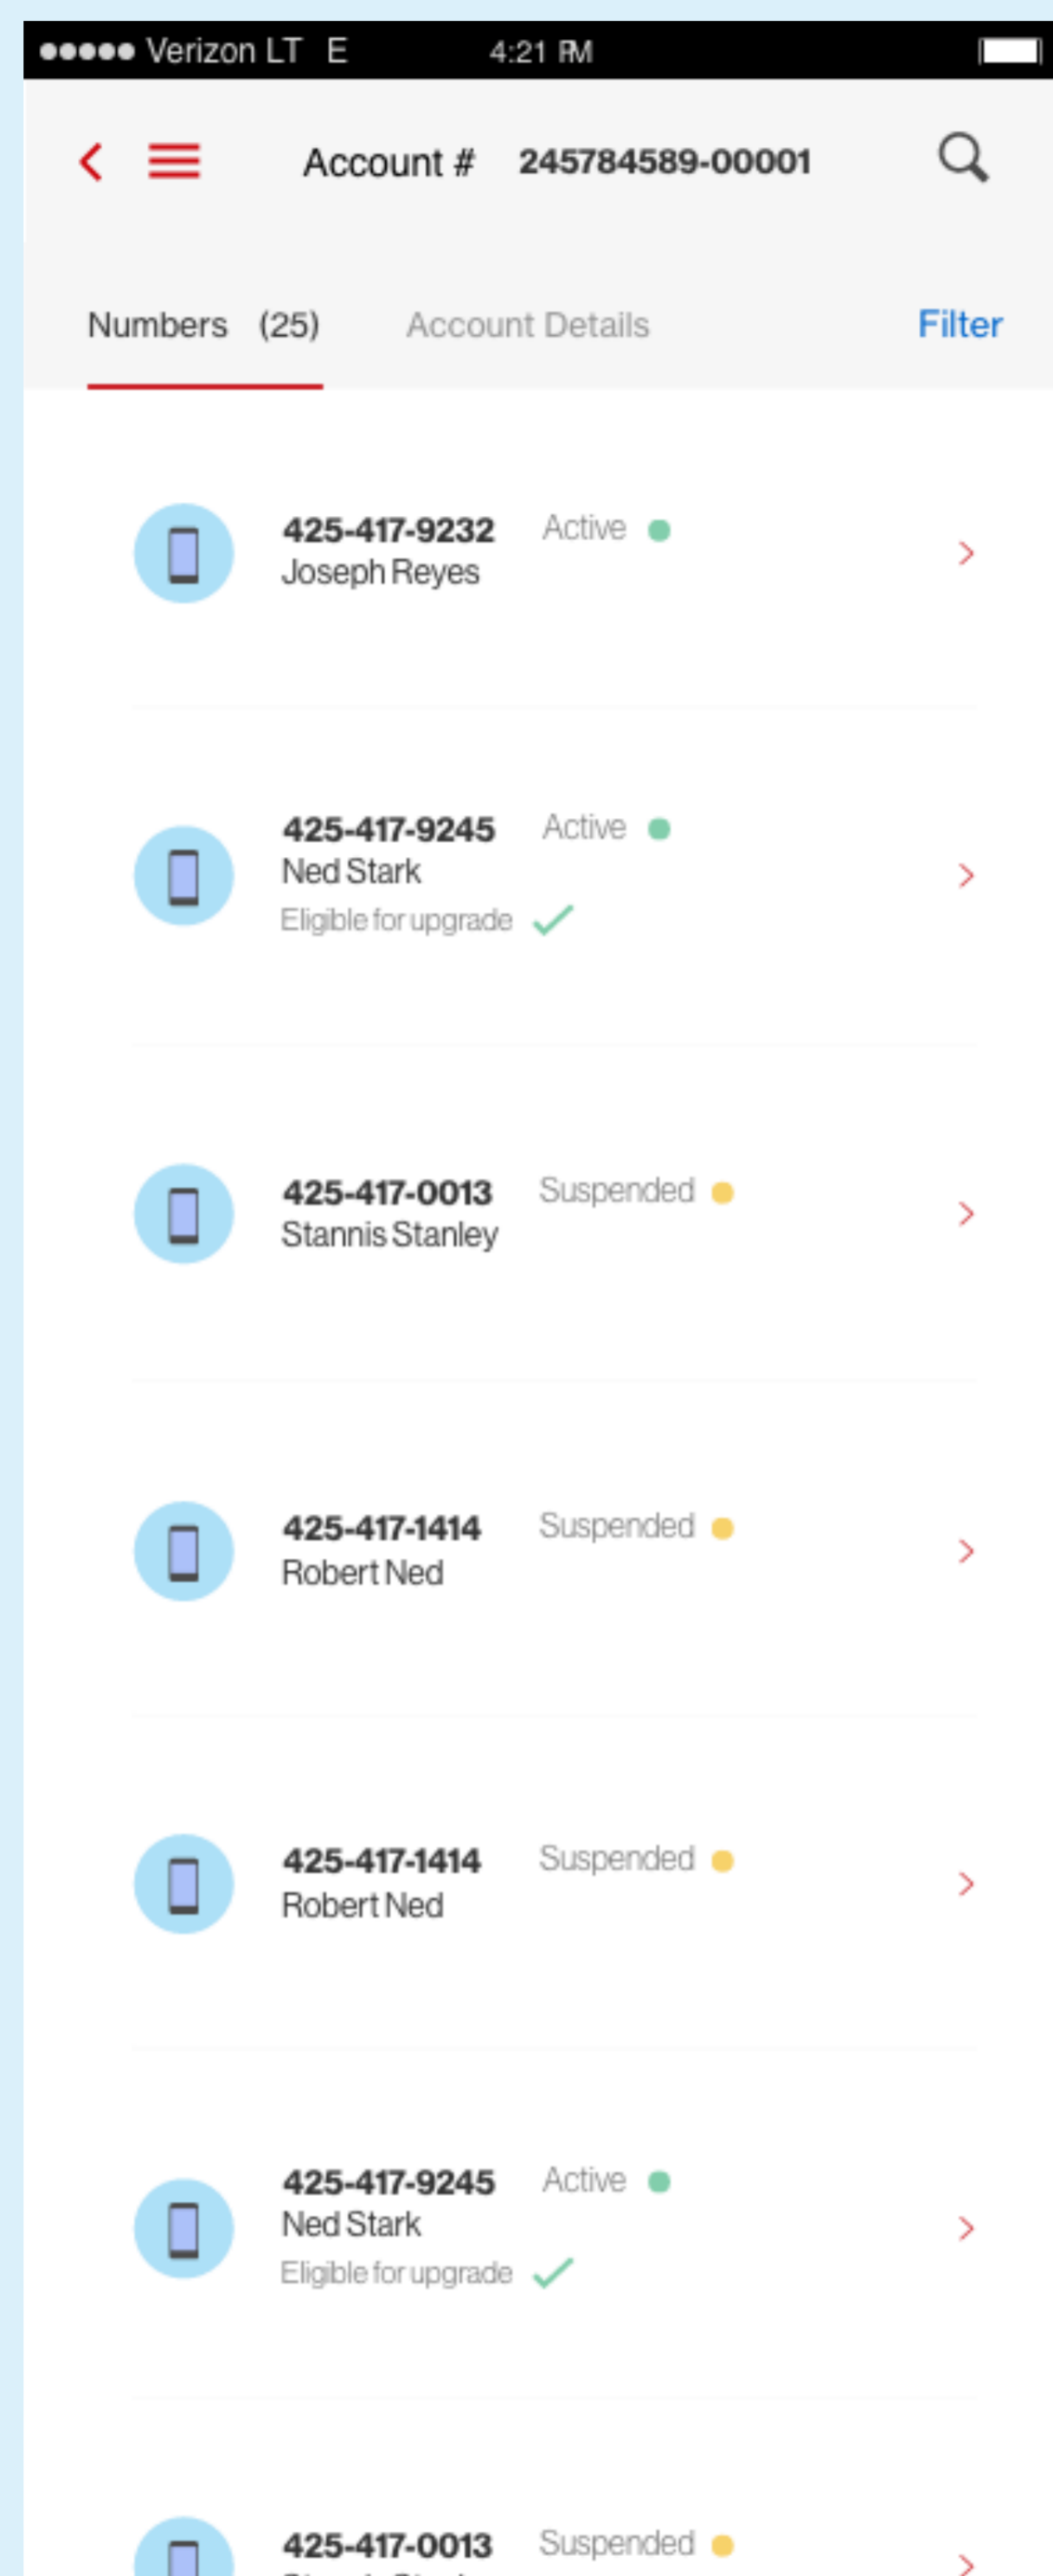 Verizon LT E 4:21 PM
Account # 245784589-00001
Numbers (25) Account Details Filter
425-417-9232 Active
Joseph Reyes
425-417-9245 Active
Ned Stark
Eligible for upgrade
425-417-0013 Suspended
Stannis Stanley
425-417-1414 Suspended
Robert Ned
425-417-1414 Suspended
Robert Ned
425-417-9245 Active
Ned Stark
Eligible for upgrade
425-417-0013 Suspended